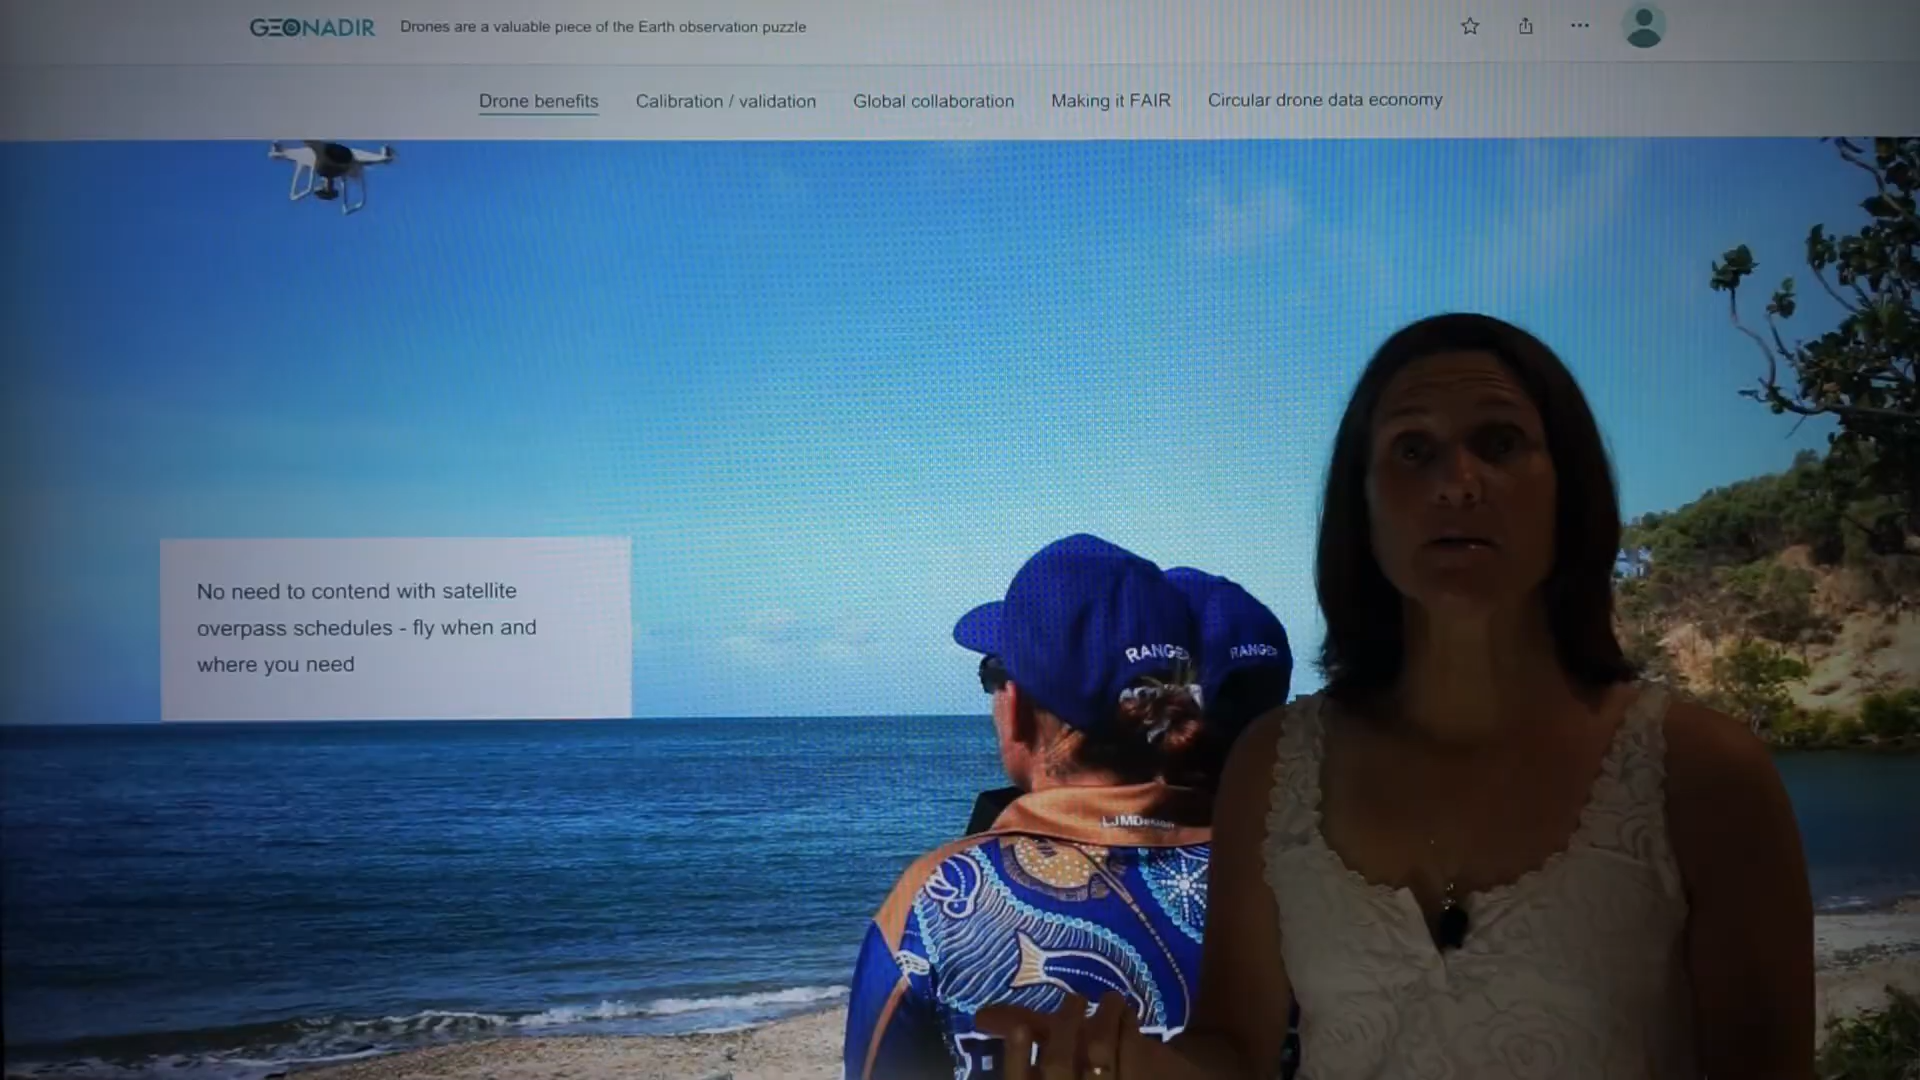 GEONADIR
Drones are a valuable piece of the Earth observation puzzle
Drone benefits
Calibration / validation
Global collaboration
Making it FAIR
Circular drone data economy
No need to contend with satellite
overpass schedules - fly when and
where you need
RANGER
RANGER
LJMDesign